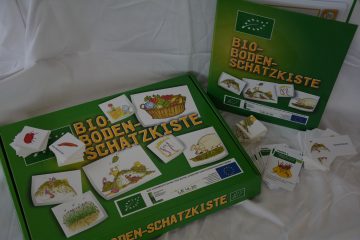 BIO-
BODEN-
SCHATZKISTE
BIO-
BODEN-
SCHATZKISTE
BODEN-SCHATZKISTE